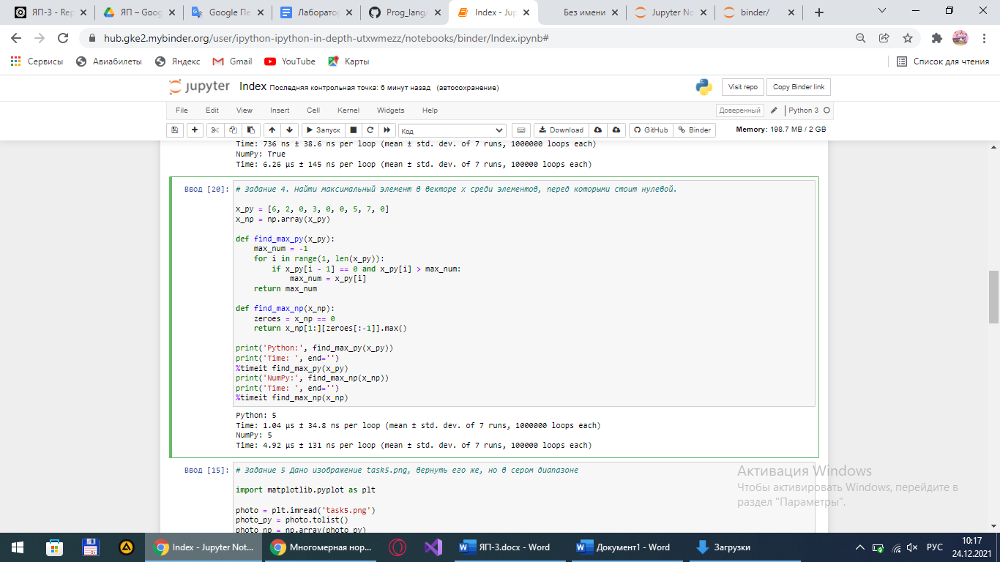 ЯП-3 - Rep
ЯП – Goog
Google Пе
Лаборатор
Prog_lang/
Index - Jup
Без имени
Jupyter No
binder/
hub.gke2.mybinder.org/user/ipython-ipython-in-depth-utxwmezz/notebooks/binder/Index.ipynb#
Сервисы
Авиабилеты
Яндекс
Gmail
YouTube
Карты
Список для чтения
jupyter Index Последняя контрольная точка: 6 минут назад (автосохранение)
Visit repo
Copy Binder link
File Edit View Insert Cell Kernel Widgets Help
Доверенный
Python 3
Запуск
Код
Download
GitHub
Binder
Memory: 198.7 MB / 2 GB
Time: 736 ns ± 38.6 ns per loop (mean ± std. dev. of 7 runs, 1000000 loops each)
NumPy: True
Time: 6.26 µs ± 145 ns per loop (mean ± std. dev. of 7 runs, 100000 loops each)
Ввод [20]:
# Задание 4. Найти максимальный элемент в векторе x среди элементов, перед которыми стоит нулевой.
x_py = [6, 2, 0, 3, 0, 0, 5, 7, 0]
x_np = np.array(x_py)
def find_max_py(x_py):
    max_num = -1
    for i in range(1, len(x_py)):
        if x_py[i - 1] == 0 and x_py[i] > max_num:
            max_num = x_py[i]
    return max_num
def find_max_np(x_np):
    zeroes = x_np == 0
    return x_np[1:][zeroes[:-1]].max()
print('Python:', find_max_py(x_py))
print('Time: ', end='')
%timeit find_max_py(x_py)
print('NumPy:', find_max_np(x_np))
print('Time: ', end='')
%timeit find_max_np(x_np)
Python: 5
Time: 1.04 µs ± 34.8 ns per loop (mean ± std. dev. of 7 runs, 1000000 loops each)
NumPy: 5
Time: 4.92 µs ± 131 ns per loop (mean ± std. dev. of 7 runs, 100000 loops each)
Ввод [15]:
# Задание 5 Дано изображение task5.png, вернуть его же, но в сером диапазоне
import matplotlib.pyplot as plt
photo = plt.imread('task5.png')
photo_py = photo.tolist()
photo_np = np.array(photo_py)
Активация Windows
Чтобы активировать Windows, перейдите в
раздел "Параметры".
Index - Jupyter Not...
Многомерная нор...
ЯП-3.docx - Word
Документ1 - Word
Загрузки
РУС
10:17
24.12.2021